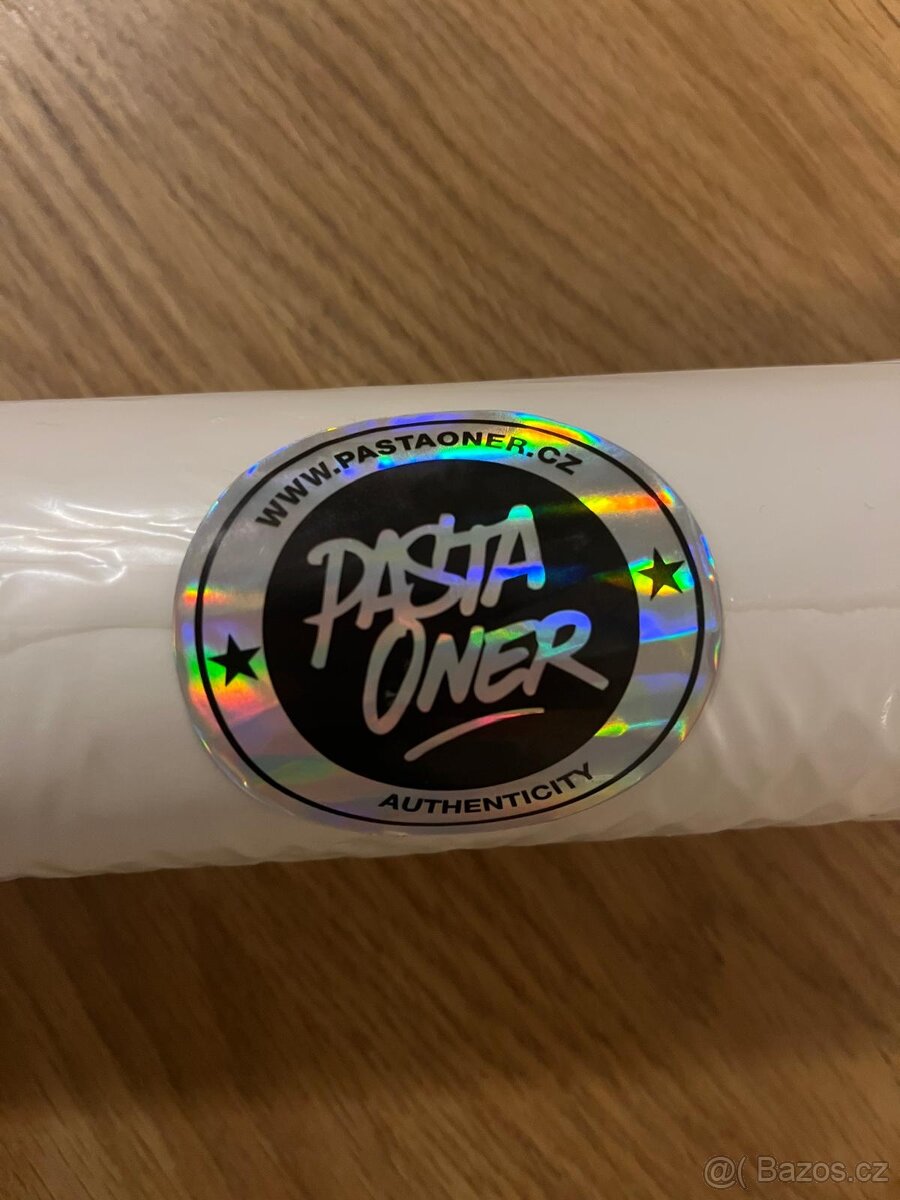 WWW.PASTAONER.CZ
PASTA
ONER
AUTHENTICITY
@( Bazos.cz